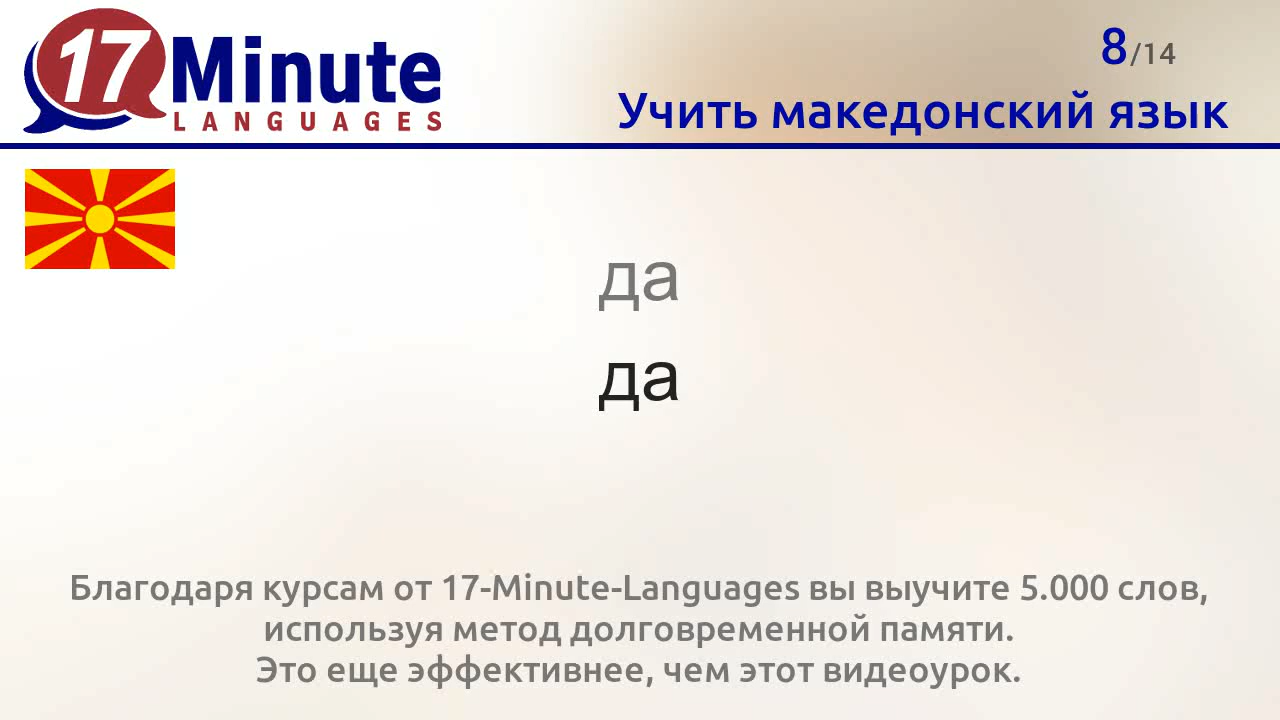 17 Minute
LANGUAGES
8/14
Учить македонский язык
да
да
Благодаря курсам от 17-Minute-Languages вы выучите 5.000 слов,
используя метод долговременной памяти.
Это еще эффективнее, чем этот видеоурок.